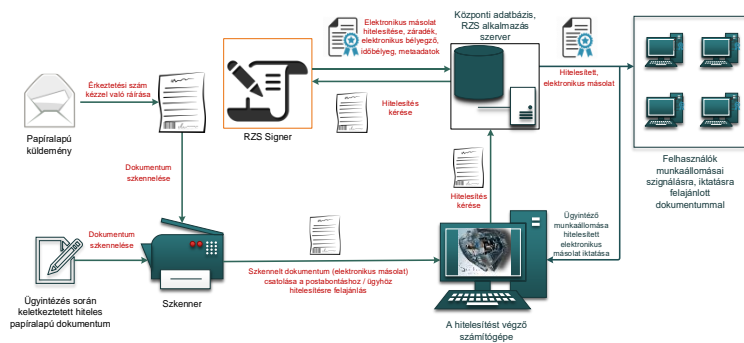 Elektronikus másolat
hitelesítése, záradék,
elektronikus bélyegző,
időbélyeg, metaadatok
Központi adatbázis,
RZS alkalmazás
szerver
Érkeztetési szám
kézzel való ráírása
Hitelesített,
elektronikus másolat
Hitelesítés
kérése
Papíralapú
küldemény
RZS Signer
Felhasználók
munkaállomásai
szignálásra, iktatásra
felajánlott
dokumentummal
Dokumentum
szkennelése
Hitelesítés
kérése
Dokumentum
szkennelése
Ügyintéző
munkaállomása
hitelesített
elektronikus
másolat iktatása
Szkennelt dokumentum (elektronikus másolat)
csatolása a postabontáshoz / ügyhöz
hitelesítésre felajánlás
Szkenner
Ügyintézés során
keletkeztetett hiteles
papíralapú dokumentum
A hitelesítést végző
számítógépe